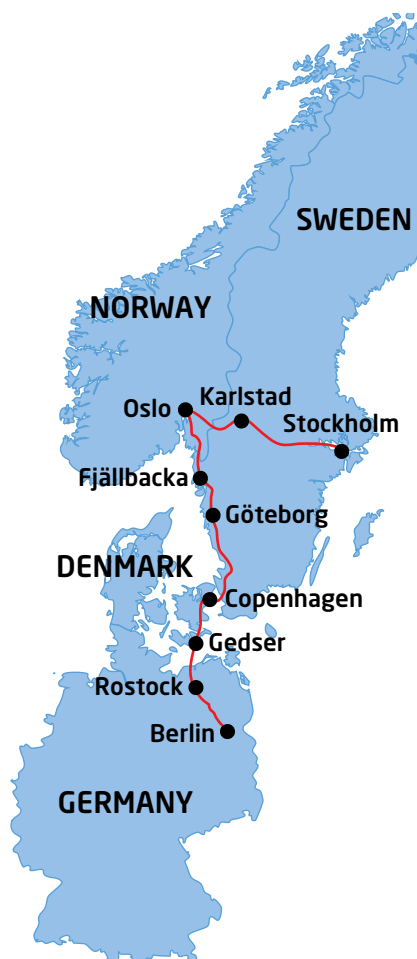 SWEDEN
NORWAY
Karlstad
Oslo
Stockholm
Fjällbacka
Göteborg
DENMARK
Copenhagen
Gedser
Rostock
Berlin
GERMANY